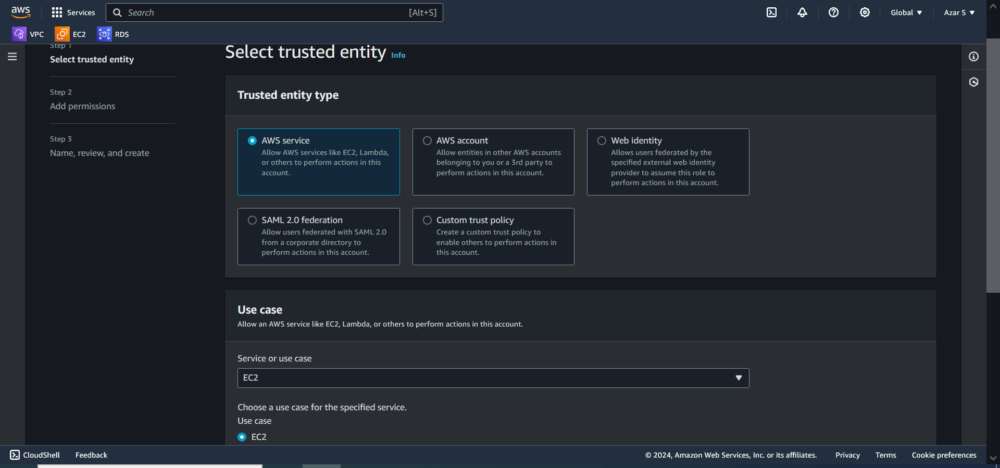 aws
Services
Search
[Alt+S]
Global
Azar S
VPC
EC2
RDS
Step 1
Select trusted entity
Step 2
Add permissions
Step 3
Name, review, and create
Select trusted entity Info
Trusted entity type
AWS service
Allow AWS services like EC2, Lambda,
or others to perform actions in this
account.
AWS account
Allow entities in other AWS accounts
belonging to you or a 3rd party to
perform actions in this account.
Web identity
Allows users federated by the
specified external web identity
provider to assume this role to
perform actions in this account.
SAML 2.0 federation
Allow users federated with SAML 2.0
from a corporate directory to
perform actions in this account.
Custom trust policy
Create a custom trust policy to
enable others to perform actions in
this account.
Use case
Allow an AWS service like EC2, Lambda, or others to perform actions in this account.
Service or use case
EC2
Choose a use case for the specified service.
Use case
EC2
CloudShell
Feedback
© 2024, Amazon Web Services, Inc. or its affiliates.
Privacy
Terms
Cookie preferences